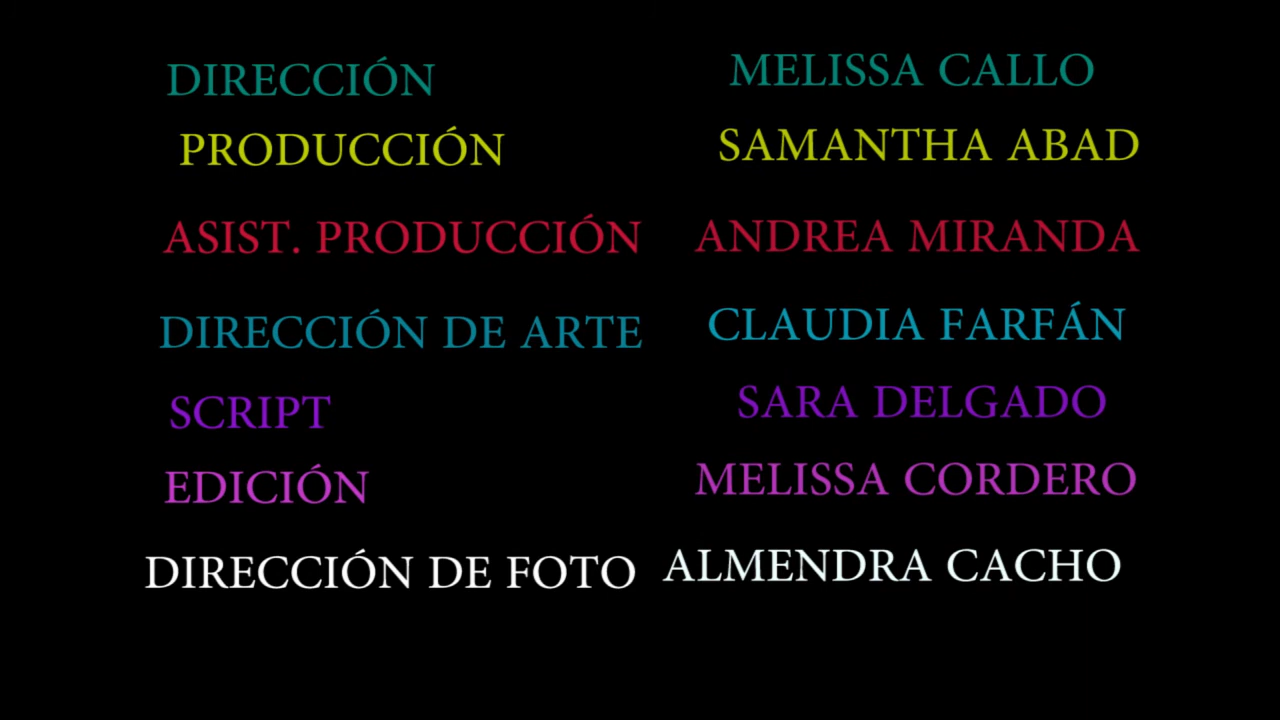 DIRECCIÓN MELISSA CALLO
PRODUCCIÓN SAMANTHA ABAD
ASIST. PRODUCCIÓN ANDREA MIRANDA
DIRECCIÓN DE ARTE CLAUDIA FARFÁN
SCRIPT SARA DELGADO
EDICIÓN MELISSA CORDERO
DIRECCIÓN DE FOTO ALMENDRA CACHO